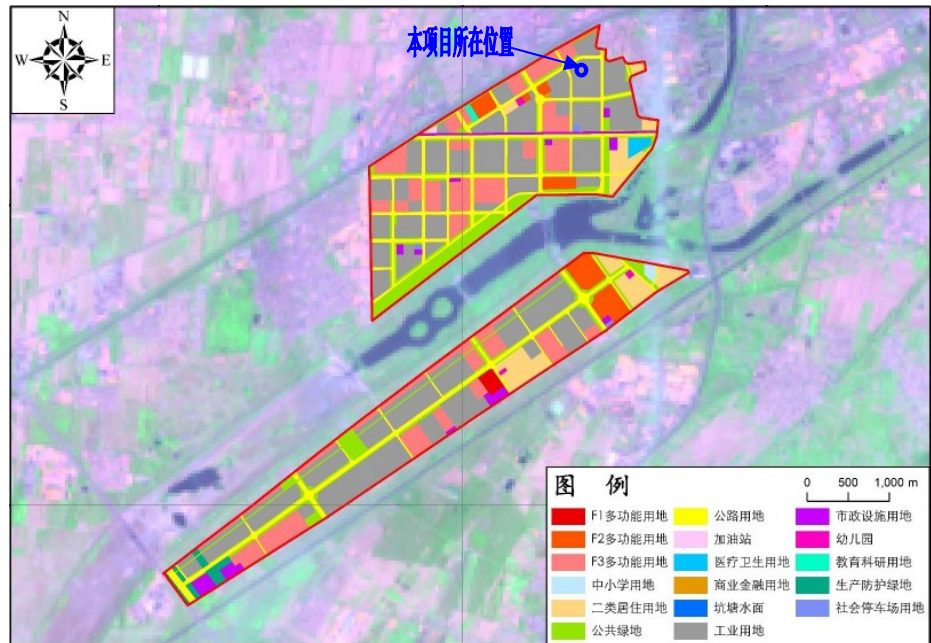 N
W E
S
本项目所在位置
图 例
0 500 1,000 m
F1多功能用地 公路用地 市政设施用地
F2多功能用地 加油站 幼儿园
F3多功能用地 医疗卫生用地 教育科研用地
中小学用地 商业金融用地 生产防护绿地
二类居住用地 坑塘水面 社会停车场用地
公共绿地 工业用地